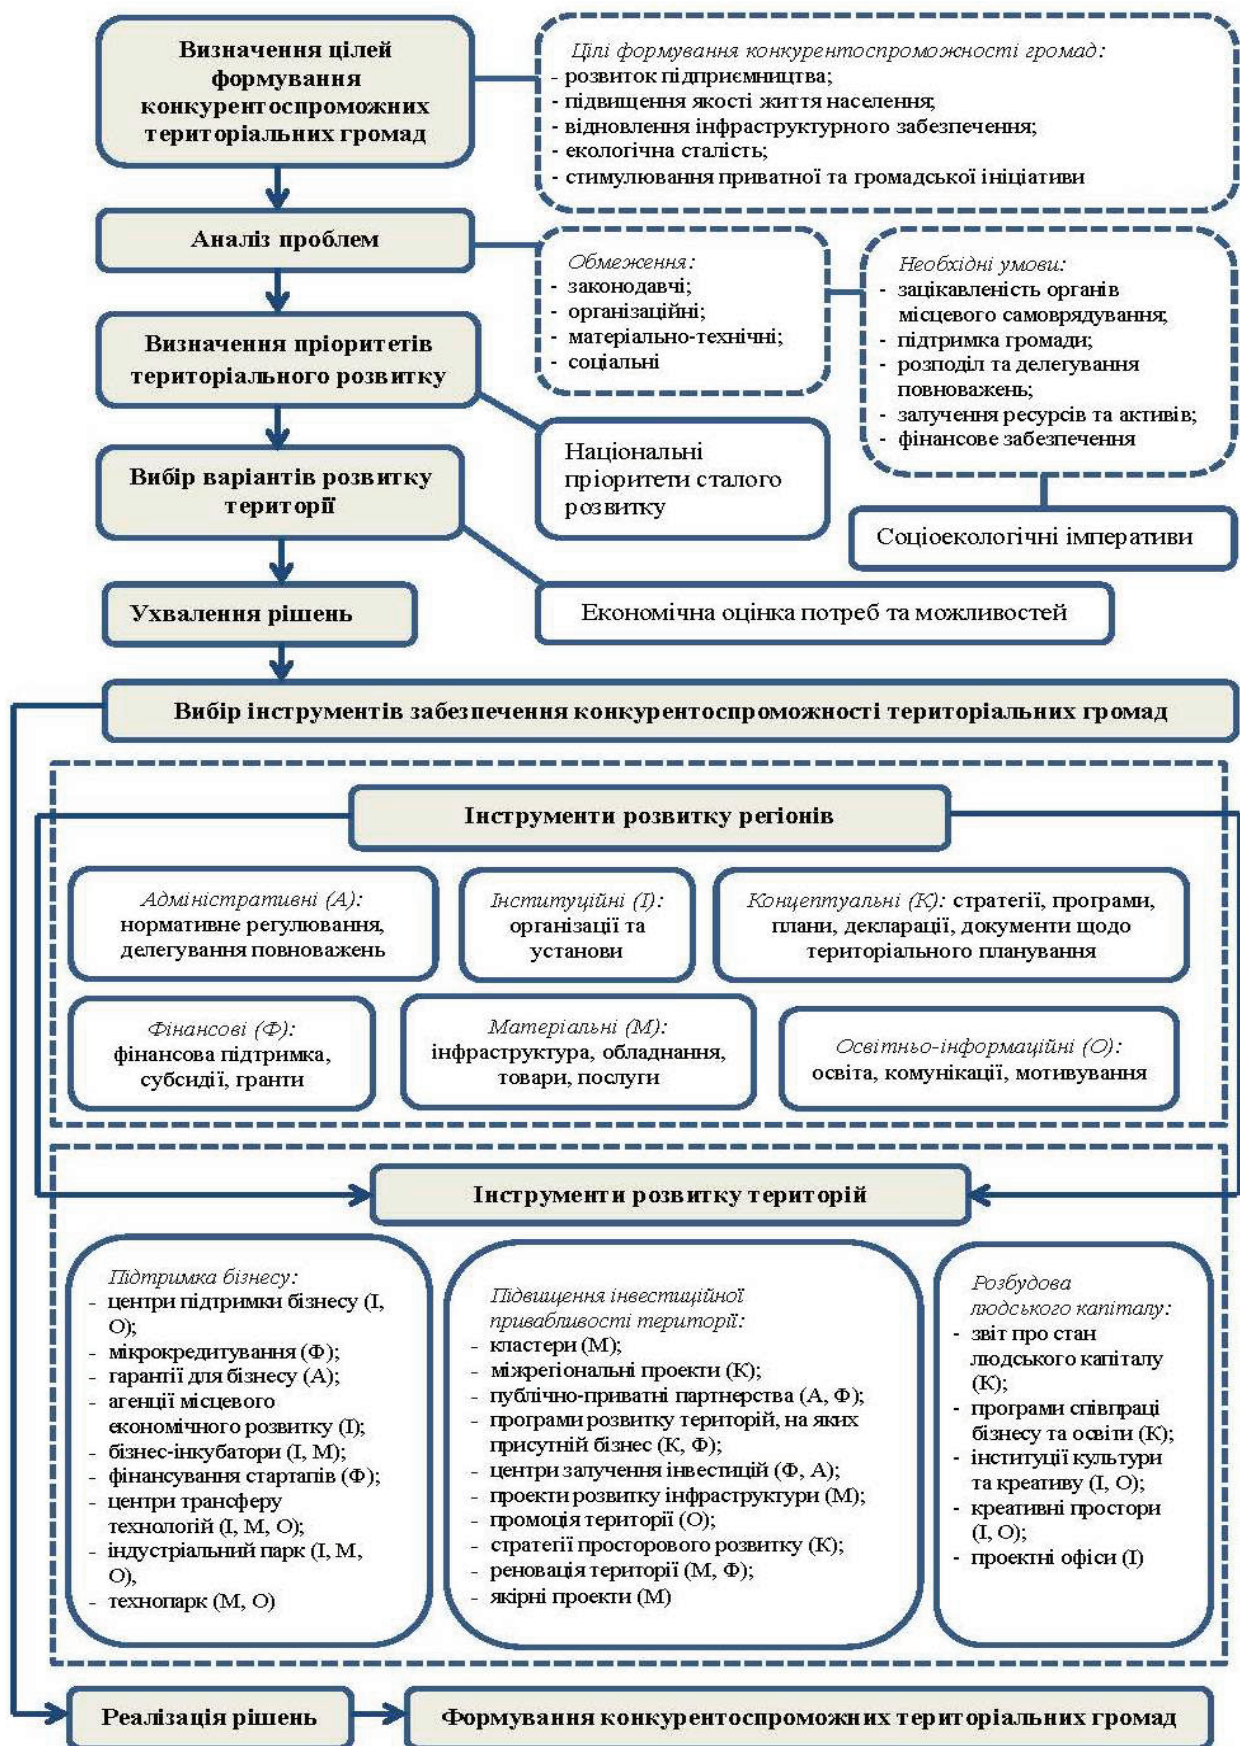 Визначення цілей
формування
конкурентоспроможних
територіальних громад
Цілі формування конкурентоспроможності громад:
- розвиток підприємництва;
- підвищення якості життя населення;
- відновлення інфраструктурного забезпечення;
- екологічна сталість;
- стимулювання приватної та громадської ініціативи
Аналіз проблем
Обмеження:
- законодавчі;
- організаційні;
- матеріально-технічні;
- соціальні
Необхідні умови:
- зацікавленість органів
місцевого самоврядування;
- підтримка громади;
- розподіл та делегування
повноважень;
- залучення ресурсів та активів;
- фінансове забезпечення
Визначення пріоритетів
територіального розвитку
Національні
пріоритети сталого
розвитку
Соціоекологічні імперативи
Вибір варіантів розвитку
території
Економічна оцінка потреб та можливостей
Ухвалення рішень
Вибір інструментів забезпечення конкурентоспроможності територіальних громад
Інструменти розвитку регіонів
Адміністративні (А):
нормативне регулювання,
делегування повноважень
Інституційні (І):
організації та
установи
Концептуальні (К): стратегії, програми,
плани, декларації, документи щодо
територіального планування
Фінансові (Ф):
фінансова підтримка,
субсидії, гранти
Матеріальні (М):
інфраструктура, обладнання,
товари, послуги
Освітньо-інформаційні (О):
освіта, комунікації, мотивування
Інструменти розвитку територій
Підтримка бізнесу:
- центри підтримки бізнесу (І,
О);
- мікрокредитування (Ф);
- гарантії для бізнесу (А);
- агенції місцевого
економічного розвитку (І);
- бізнес-інкубатори (І, М);
- фінансування стартапів (Ф);
- центри трансферу
технологій (І, М, О);
- індустріальний парк (І, М,
О),
- технопарк (М, О)
Підвищення інвестиційної
привабливості території:
- кластери (М);
- міжрегіональні проекти (К);
- публічно-приватні партнерства (А, Ф);
- програми розвитку територій, на яких
присутній бізнес (К, Ф);
- центри залучення інвестицій (Ф, А);
- проекти розвитку інфраструктури (М);
- промоція території (О);
- стратегії просторового розвитку (К);
- реновація території (М, Ф);
- якірні проекти (М)
Розбудова
людського капіталу:
- звіт про стан
людського капіталу
(К);
- програми співпраці
бізнесу та освіти (К);
- інституції культури
та креативу (І, О);
- креативні простори
(І, О);
- проектні офіси (І)
Реалізація рішень
Формування конкурентоспроможних територіальних громад